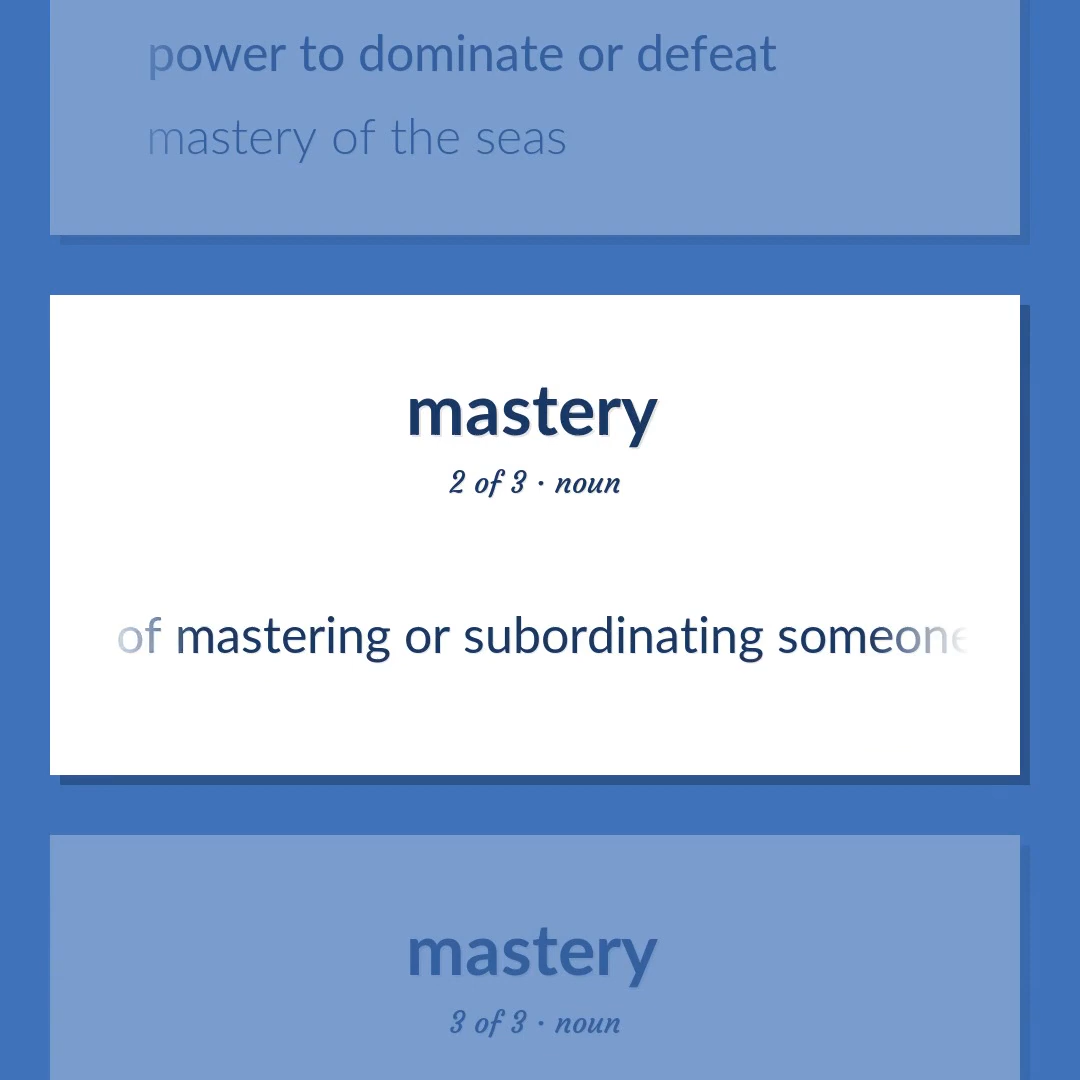 power to dominate or defeat
mastery of the seas
mastery
2 of 3 · noun
of mastering or subordinating someone
mastery
3 of 3 · noun